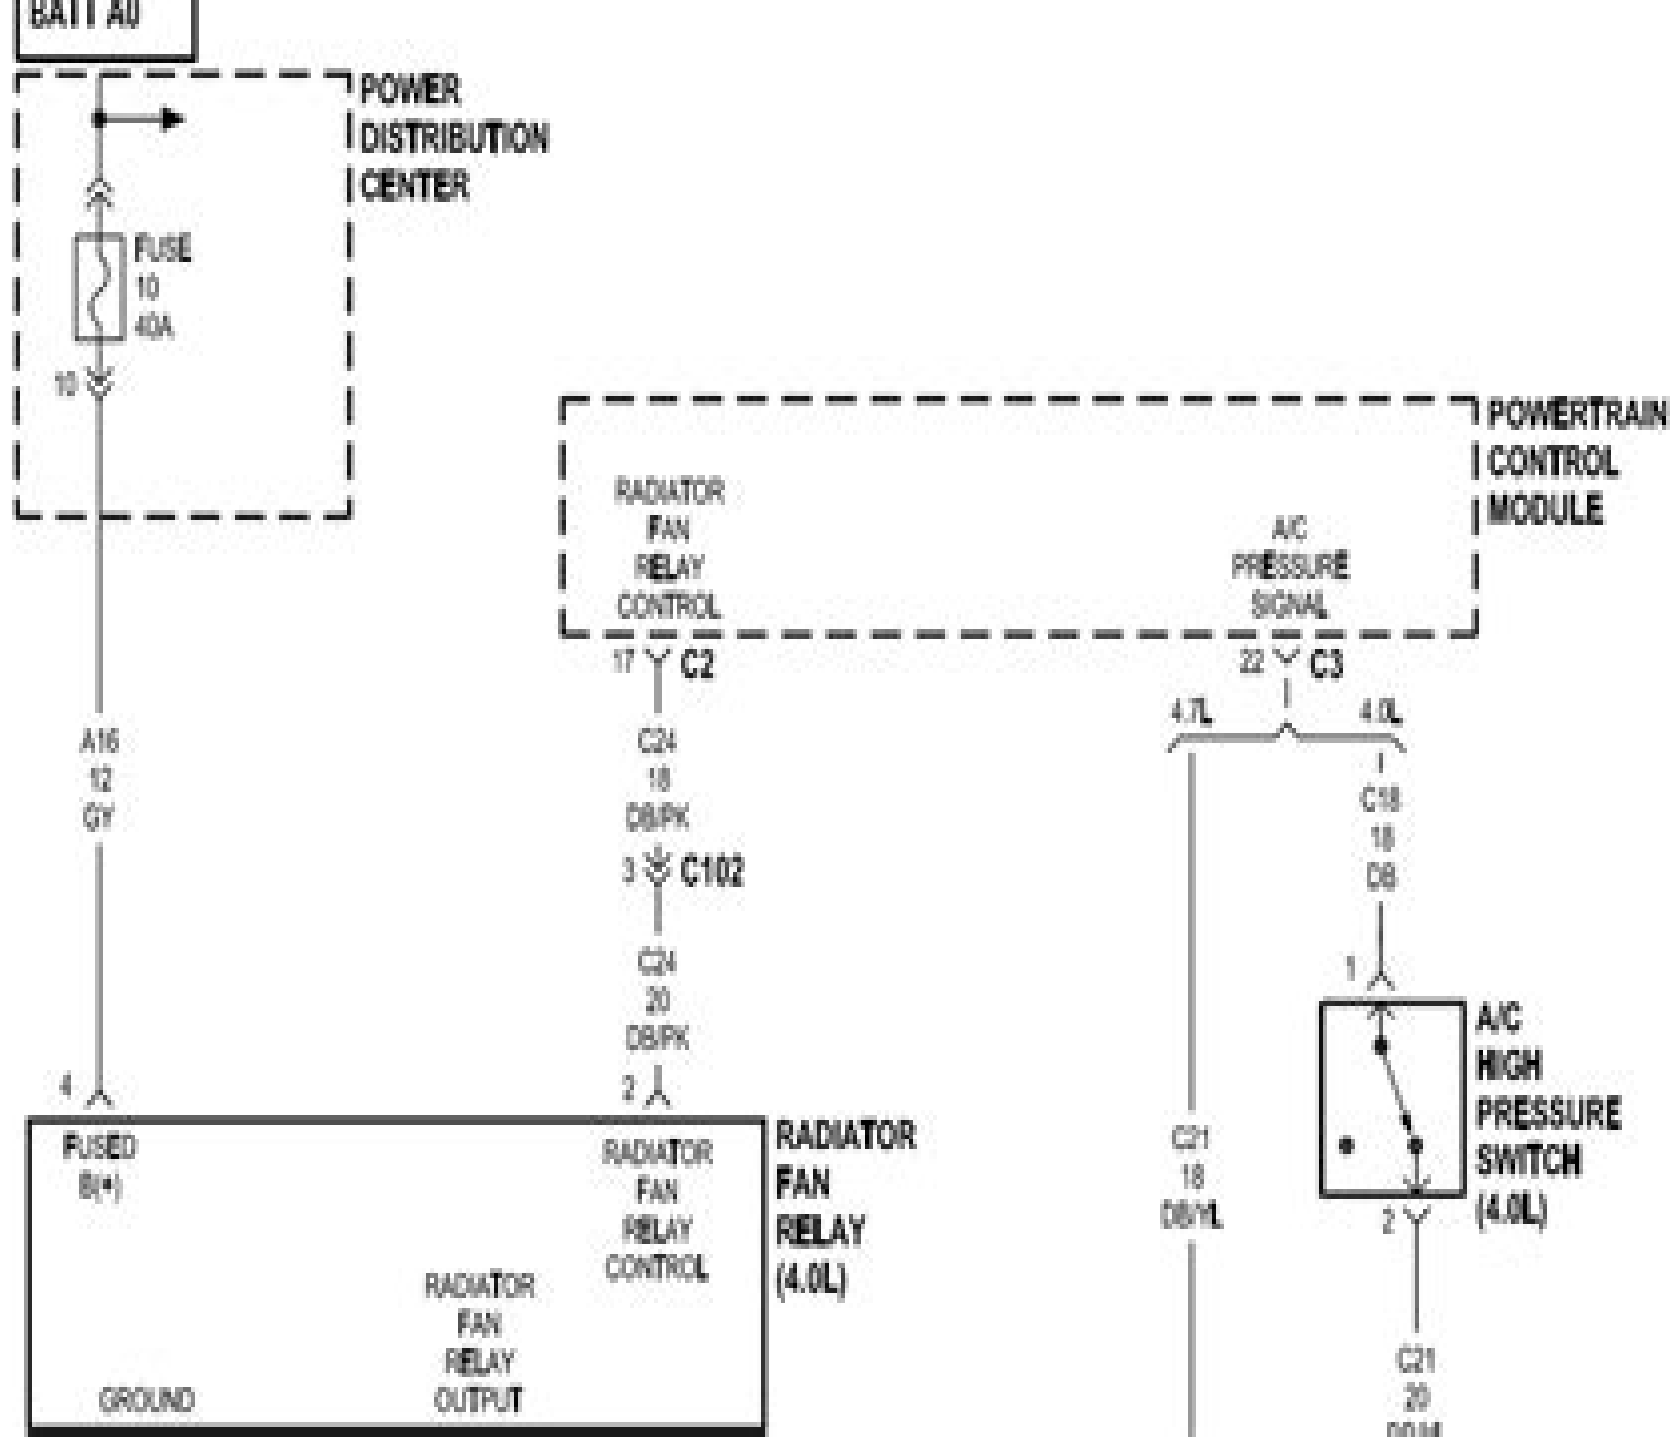 BATT A0
POWER
DISTRIBUTION
CENTER
FUSE
10
40A
10
POWERTRAIN
CONTROL
MODULE
RADIATOR
FAN
RELAY
CONTROL
A/C
PRESSURE
SIGNAL
17 C2
22 C3
4.7L 4.0L
A16
12
GY
C24
18
DB/PK
3 C102
C24
20
DB/PK
C18
18
DB
1
A/C
HIGH
PRESSURE
SWITCH
(4.0L)
2
C21
18
DB/YL
C21
20
4
2
FUSED
B(+)
RADIATOR
FAN
RELAY
CONTROL
RADIATOR
FAN
RELAY
OUTPUT
GROUND
RADIATOR
FAN
RELAY
(4.0L)